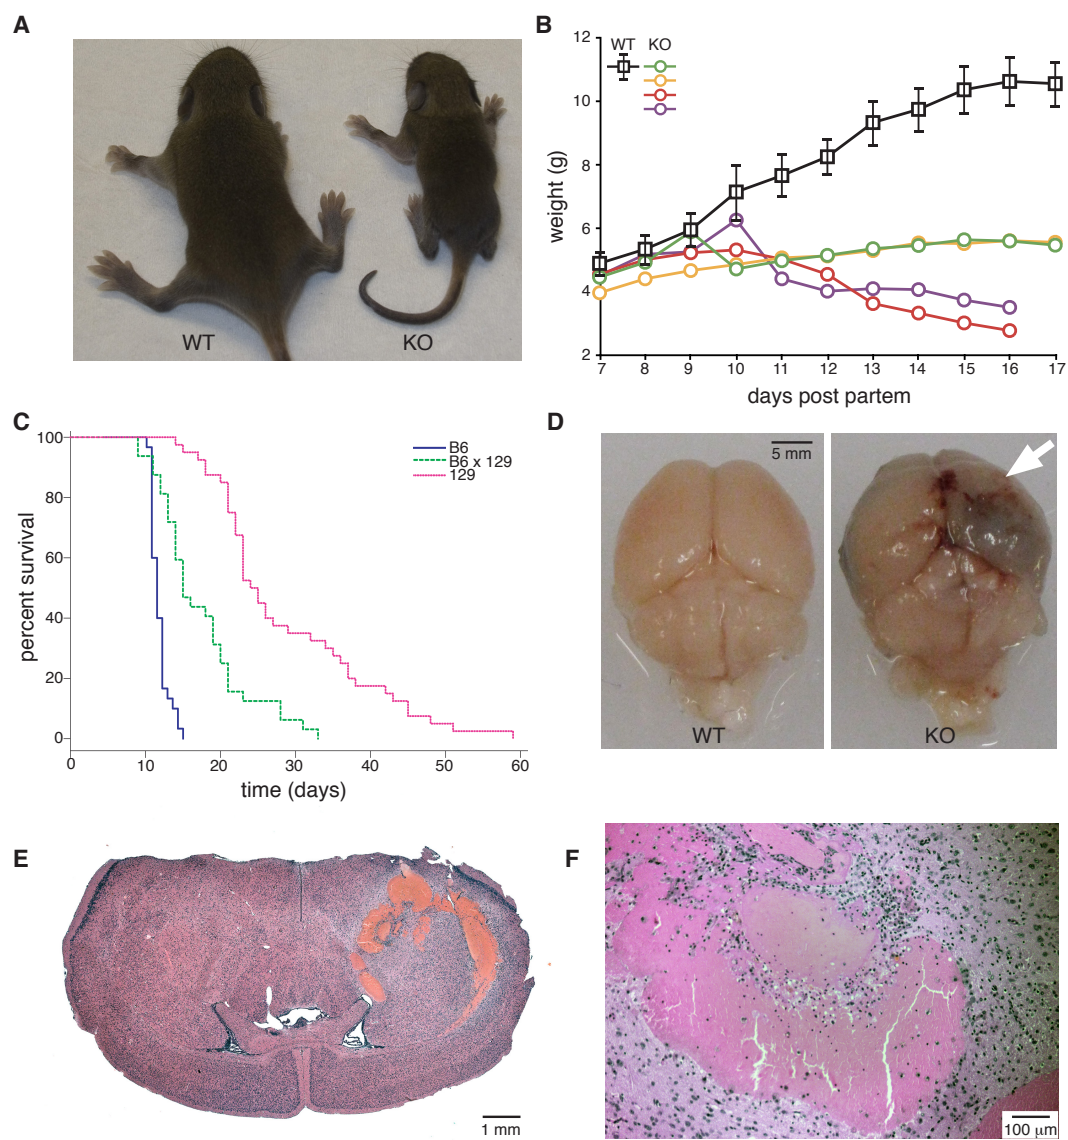 A
WT
KO
B
WT KO
12
10
8
6
4
2
weight (g)
7 8 9 10 11 12 13 14 15 16 17
days post partem
C
100
80
60
40
20
0
percent survival
B6
B6 x 129
129
0 10 20 30 40 50 60
time (days)
D
5 mm
WT
KO
E
1 mm
F
100 µm